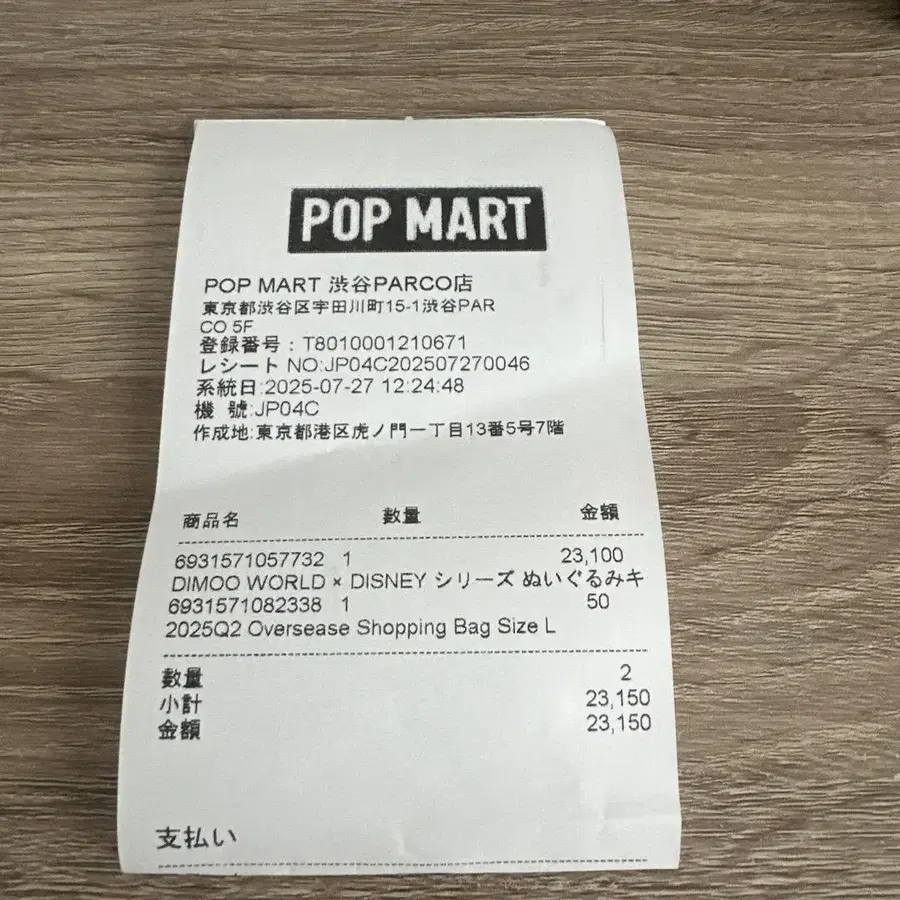 POP MART
POP MART 渋谷PARCO店
東京都渋谷区宇田川町15-1渋谷PAR
CO 5F
登録番号：T8010001210671
レシート NO:JP04C202507270046
系統日:2025-07-27 12:24:48
機 號:JP04C
作成地:東京都港区虎ノ門一丁目13番5号7階
商品名 數量 金額
6931571057732 1 23,100
DIMOO WORLD × DISNEY シリーズ ぬいぐるみキ
6931571082338 1 50
2025Q2 Oversease Shopping Bag Size L
數量 2
小計 23,150
金額 23,150
支払い